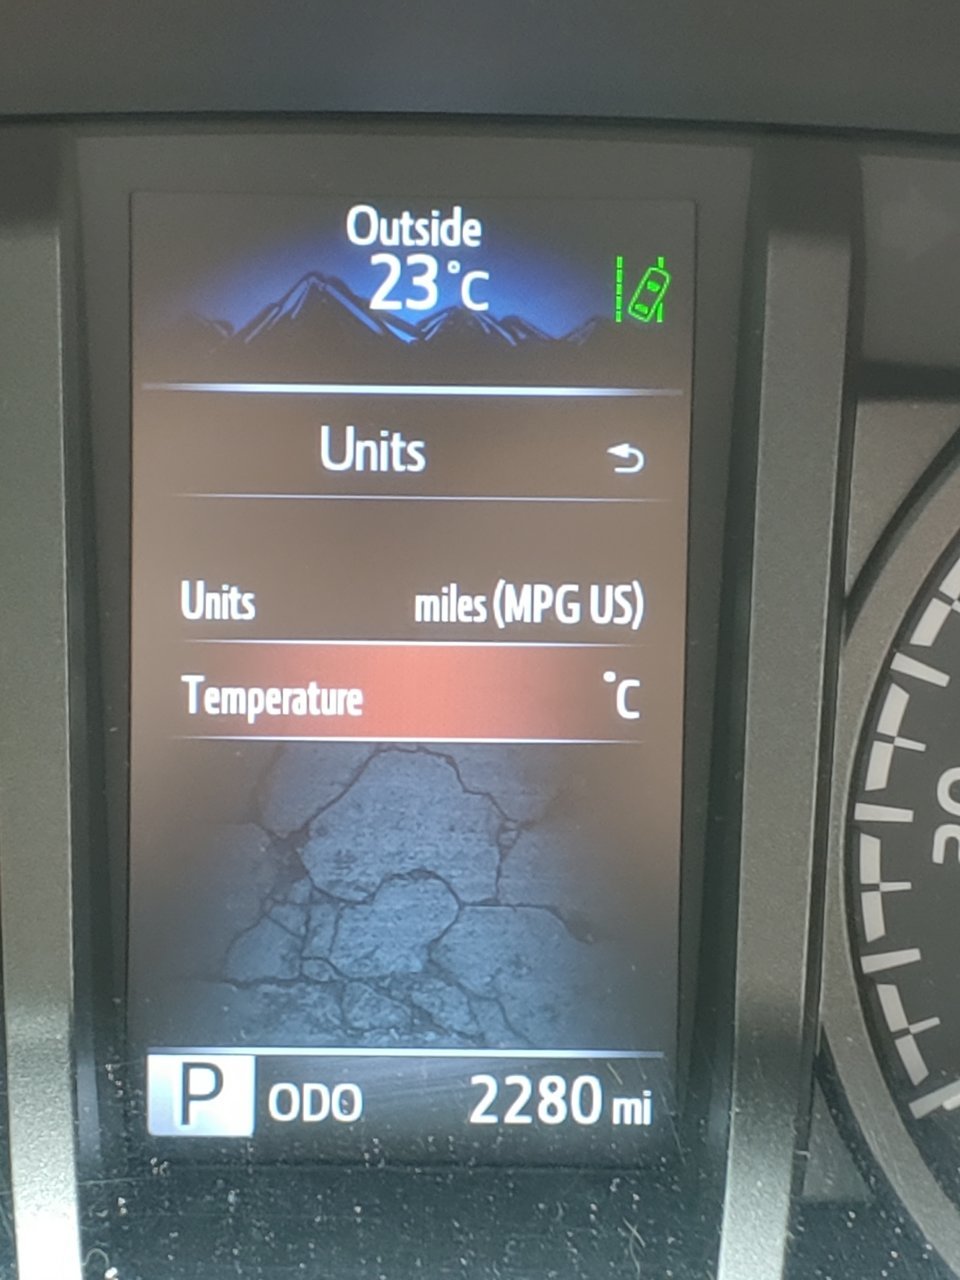 Outside
23°C
Units
Units miles (MPG US)
Temperature °C
P ODO 2280 mi